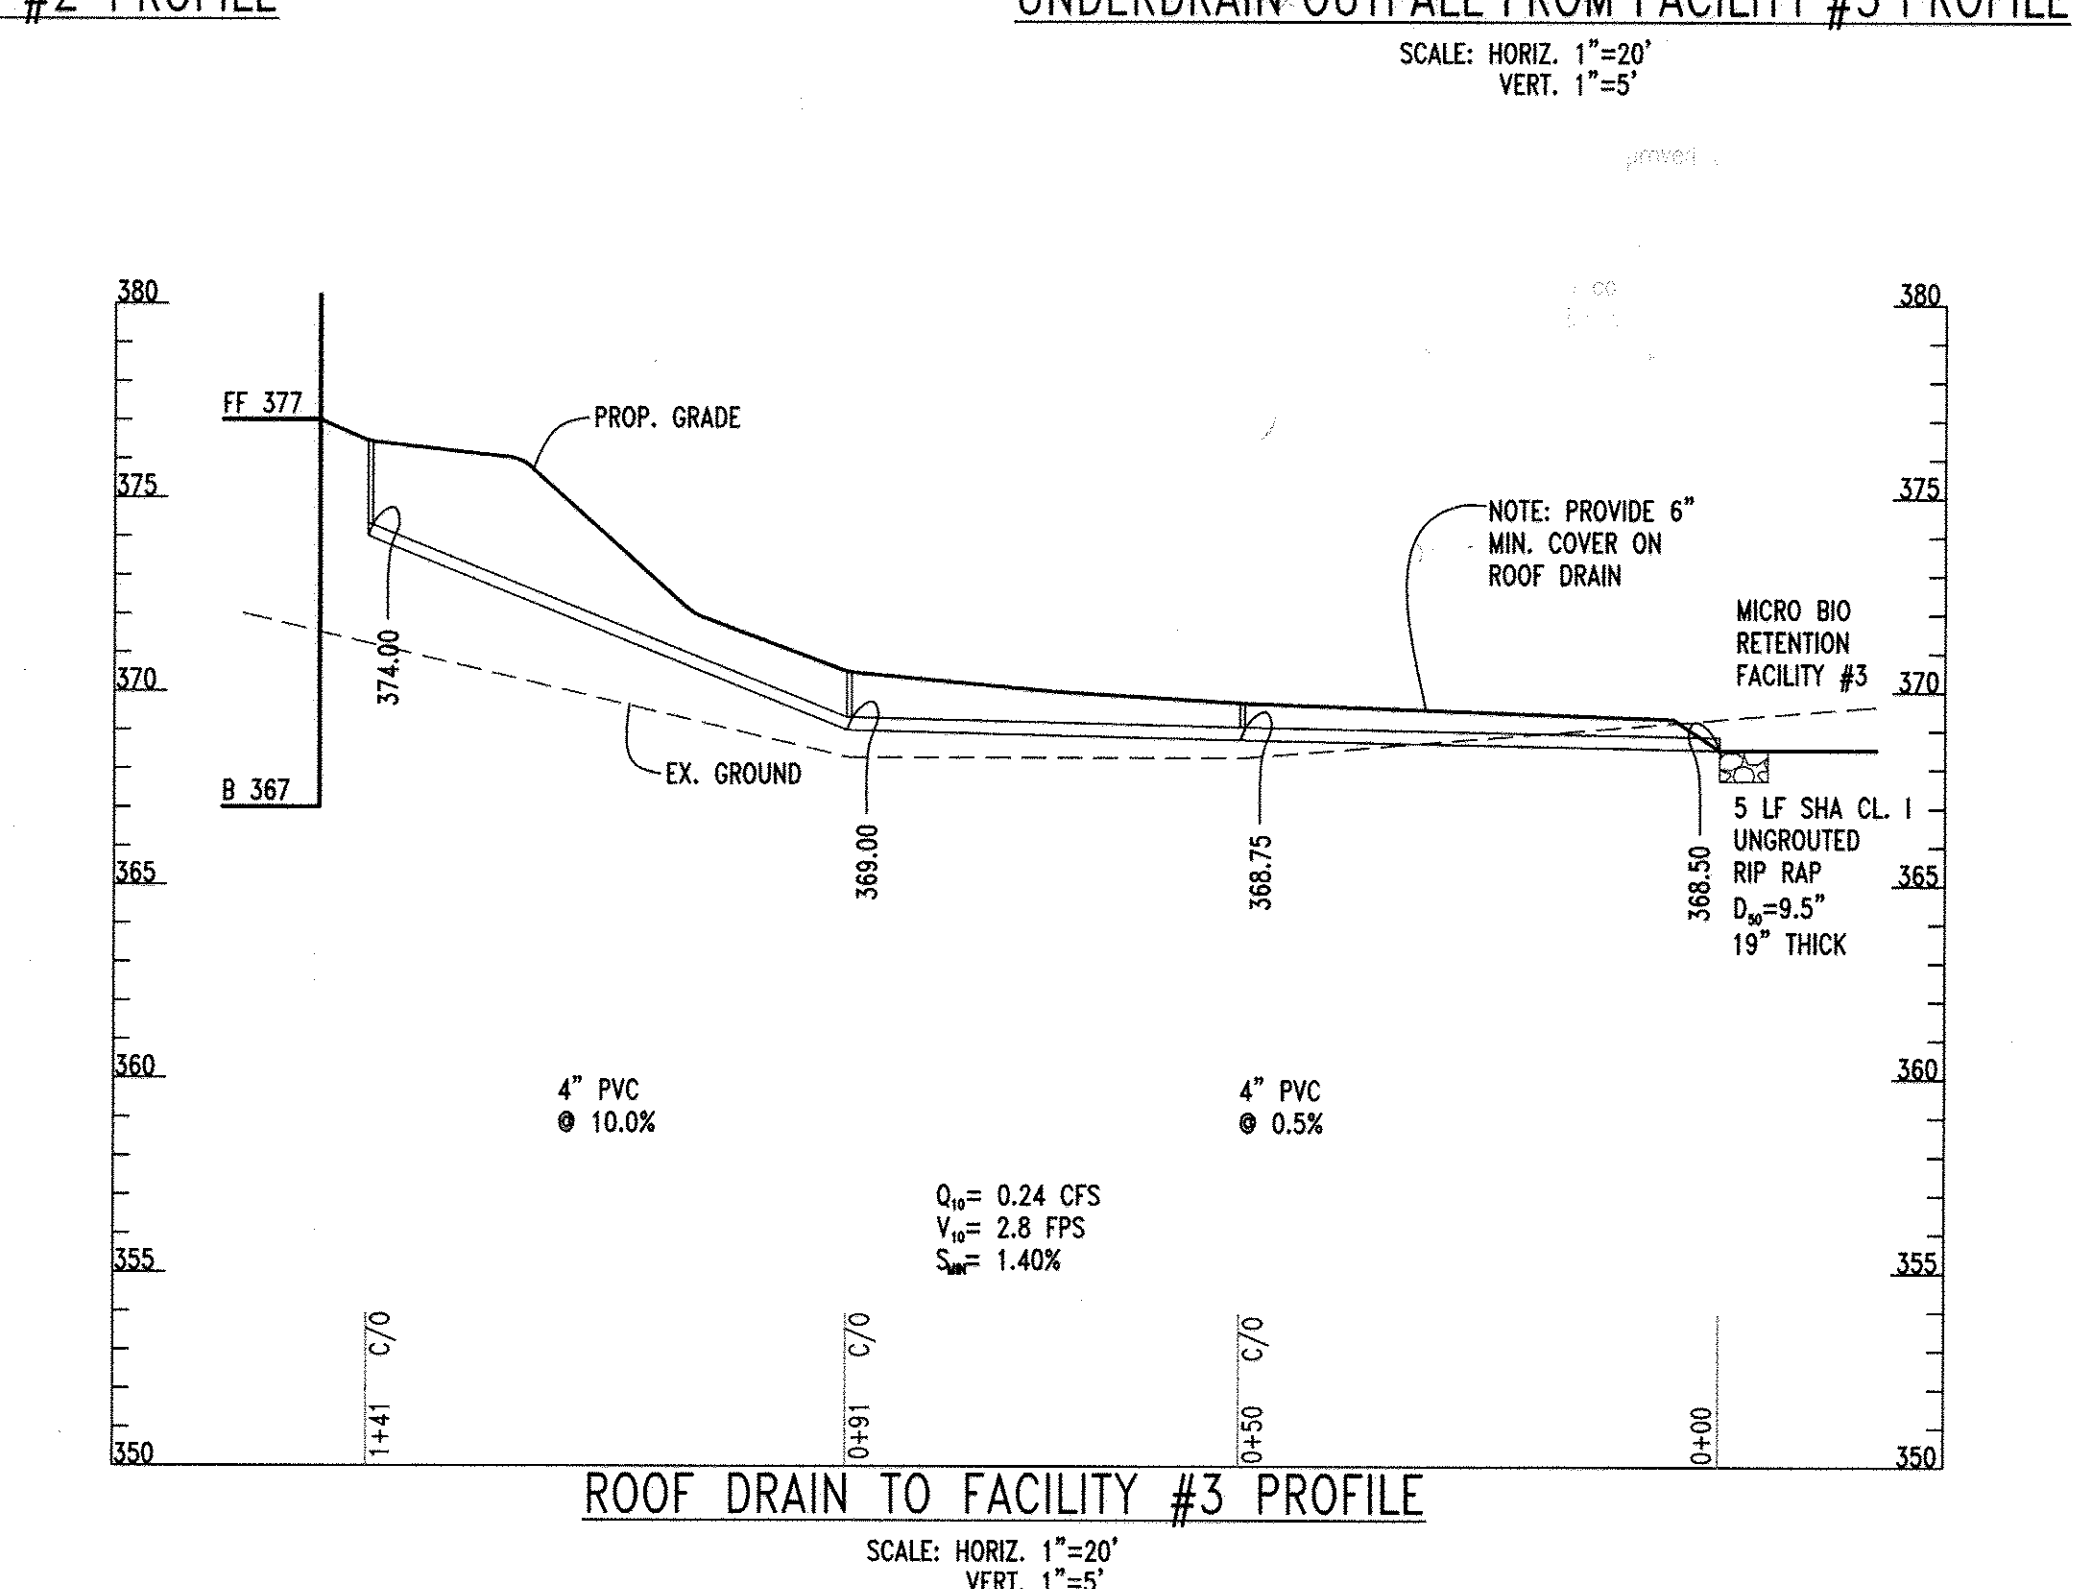 #2 PROFILE
UNDERDRAIN OUTFALL FROM FACILITY #3 PROFILE
SCALE: HORIZ. 1"=20'
VERT. 1"=5'
380
380
FF 377
PROP. GRADE
375
375
NOTE: PROVIDE 6"
MIN. COVER ON
ROOF DRAIN
374.00
MICRO BIO
RETENTION
FACILITY #3
370
370
EX. GROUND
B 367
369.00
368.75
368.50
5 LF SHA CL. I
UNGROUTED
RIP RAP
D50=9.5"
19" THICK
365
365
360
360
4" PVC
@ 10.0%
4" PVC
@ 0.5%
Q10= 0.24 CFS
V10= 2.8 FPS
SMIN= 1.40%
355
355
1+41 C/O
0+91 C/O
0+50 C/O
0+00
350
350
ROOF DRAIN TO FACILITY #3 PROFILE
SCALE: HORIZ. 1"=20'
VERT. 1"=5'